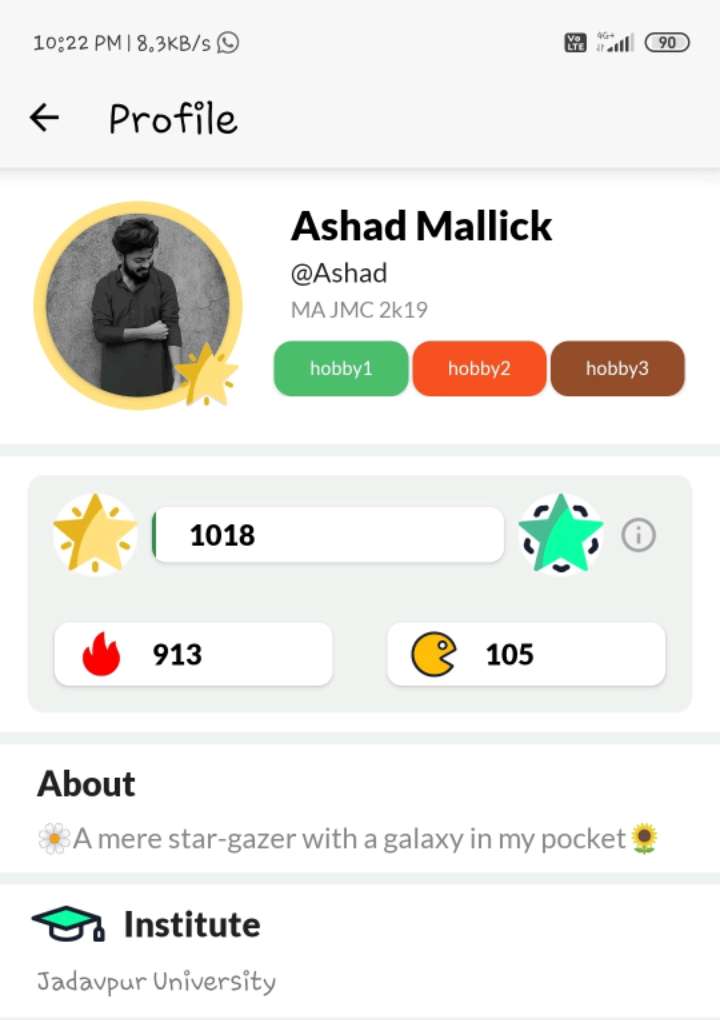 10:22 PM | 8.3KB/s
Vo LTE 4G+ 90
Profile
Ashad Mallick
@Ashad
MA JMC 2k19
hobby1 hobby2 hobby3
1018
913 105
About
🌼A mere star-gazer with a galaxy in my pocket🌻
Institute
Jadavpur University